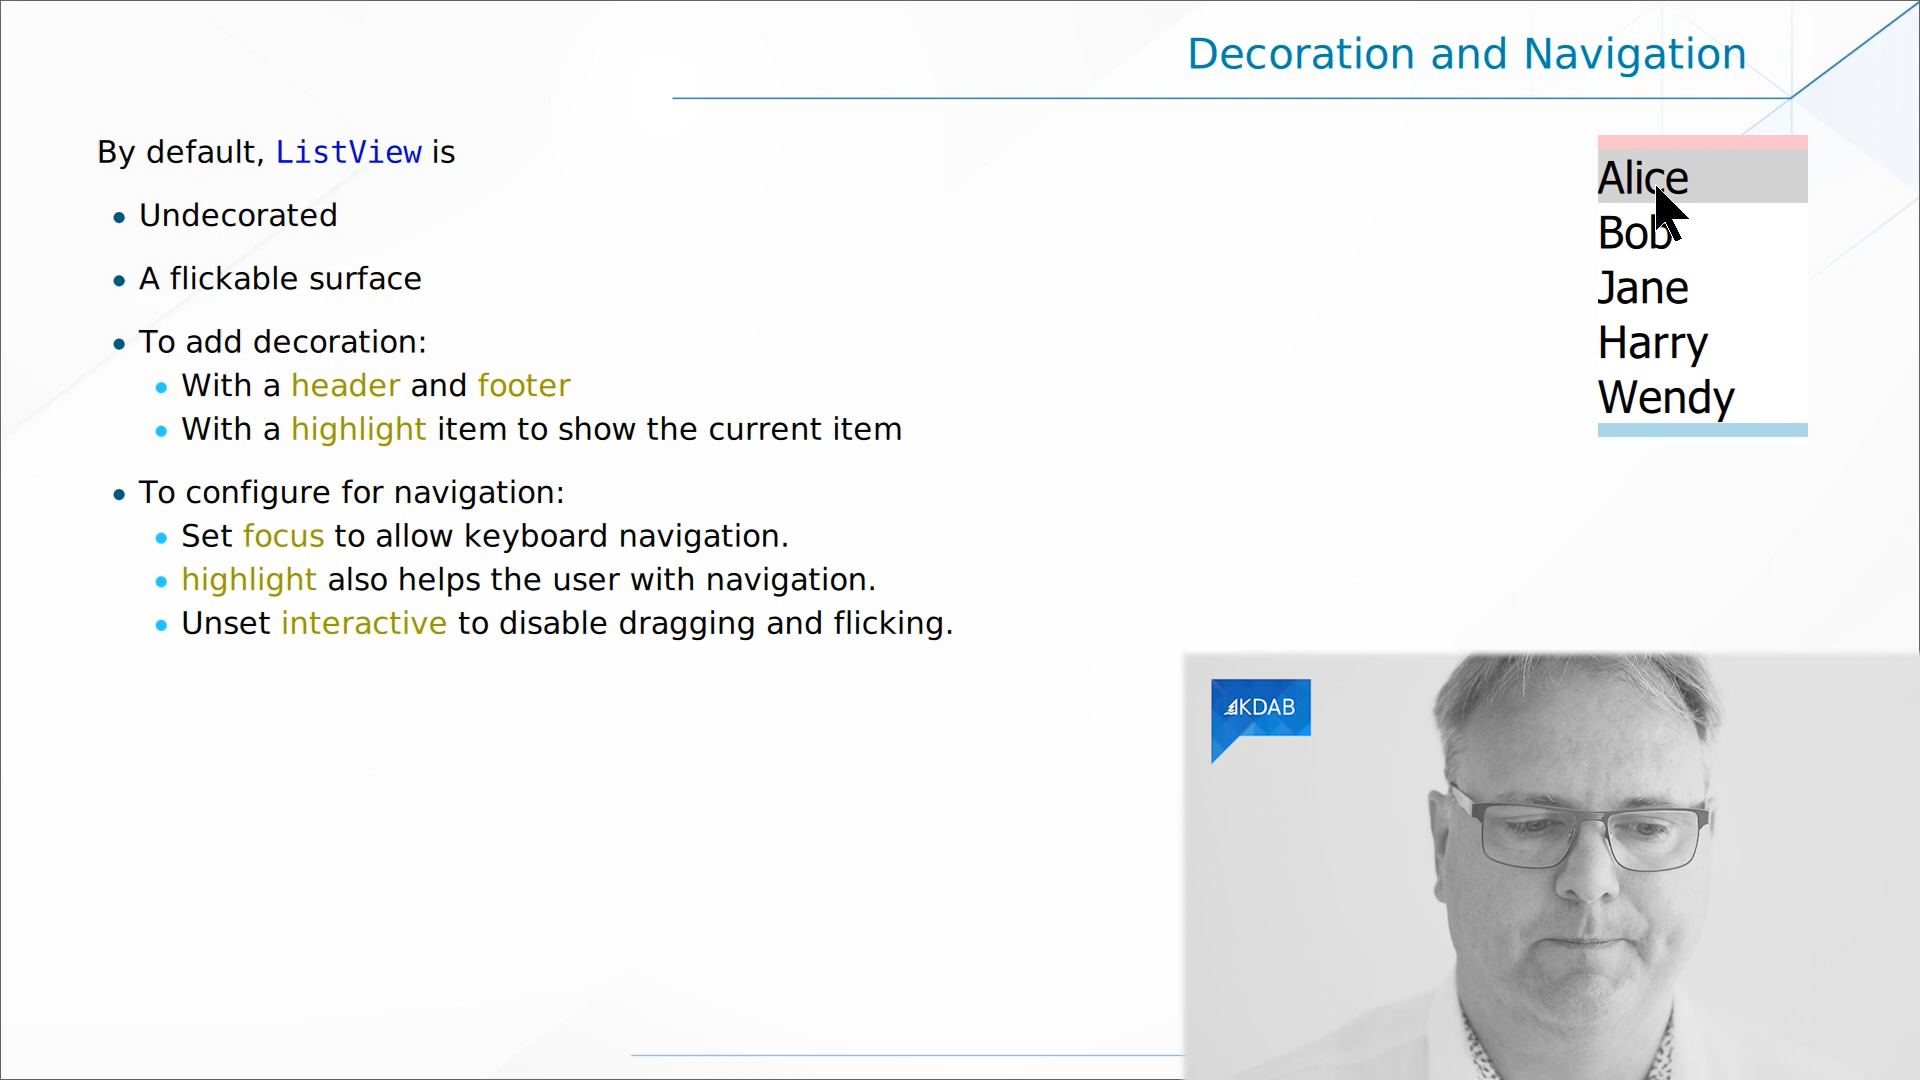 Decoration and Navigation
By default, ListView is
Undecorated
A flickable surface
To add decoration:
With a header and footer
With a highlight item to show the current item
To configure for navigation:
Set focus to allow keyboard navigation.
highlight also helps the user with navigation.
Unset interactive to disable dragging and flicking.
Alice
Bob
Jane
Harry
Wendy
KDAB